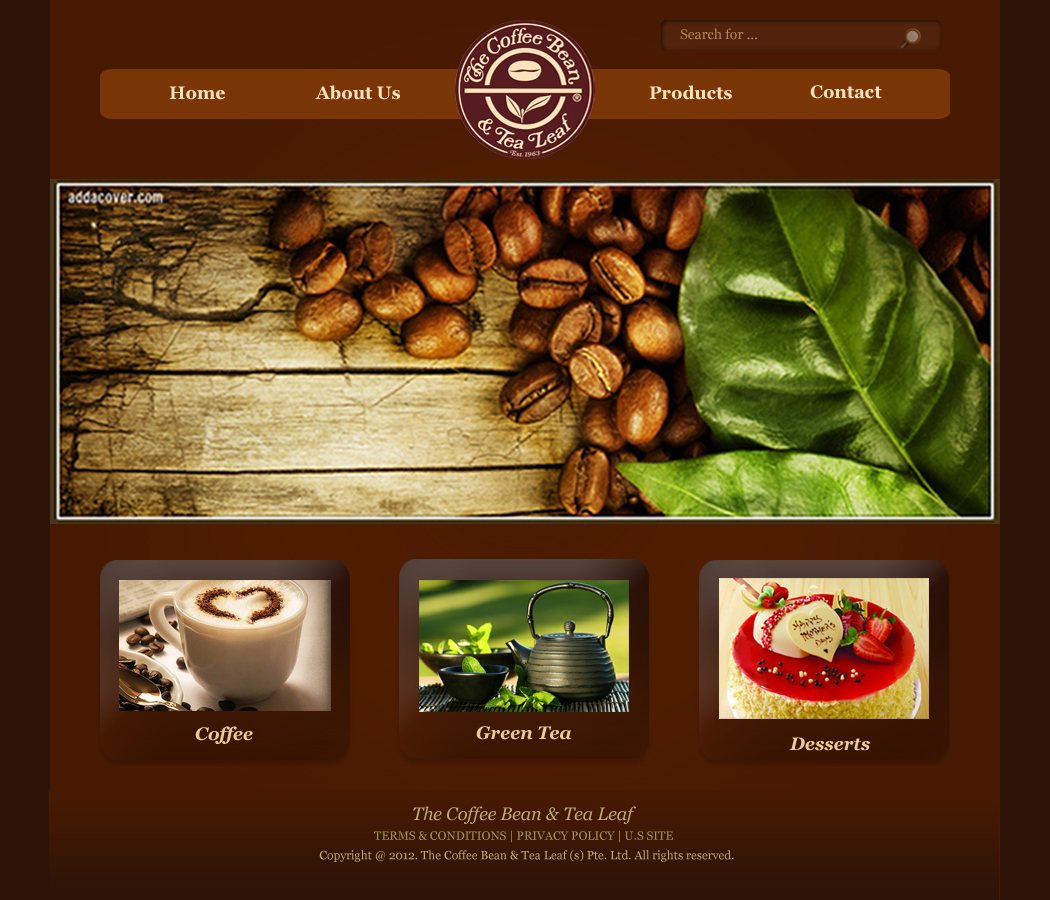 Search for ...
Home
About Us
The Coffee Bean
®
& Tea Leaf
Est. 1963
Products
Contact
addacover.com
HAPPY
MOTHER'S
DAY
Coffee
Green Tea
Desserts
The Coffee Bean & Tea Leaf
TERMS & CONDITIONS | PRIVACY POLICY | U.S SITE
Copyright @ 2012. The Coffee Bean & Tea Leaf (s) Pte. Ltd. All rights reserved.